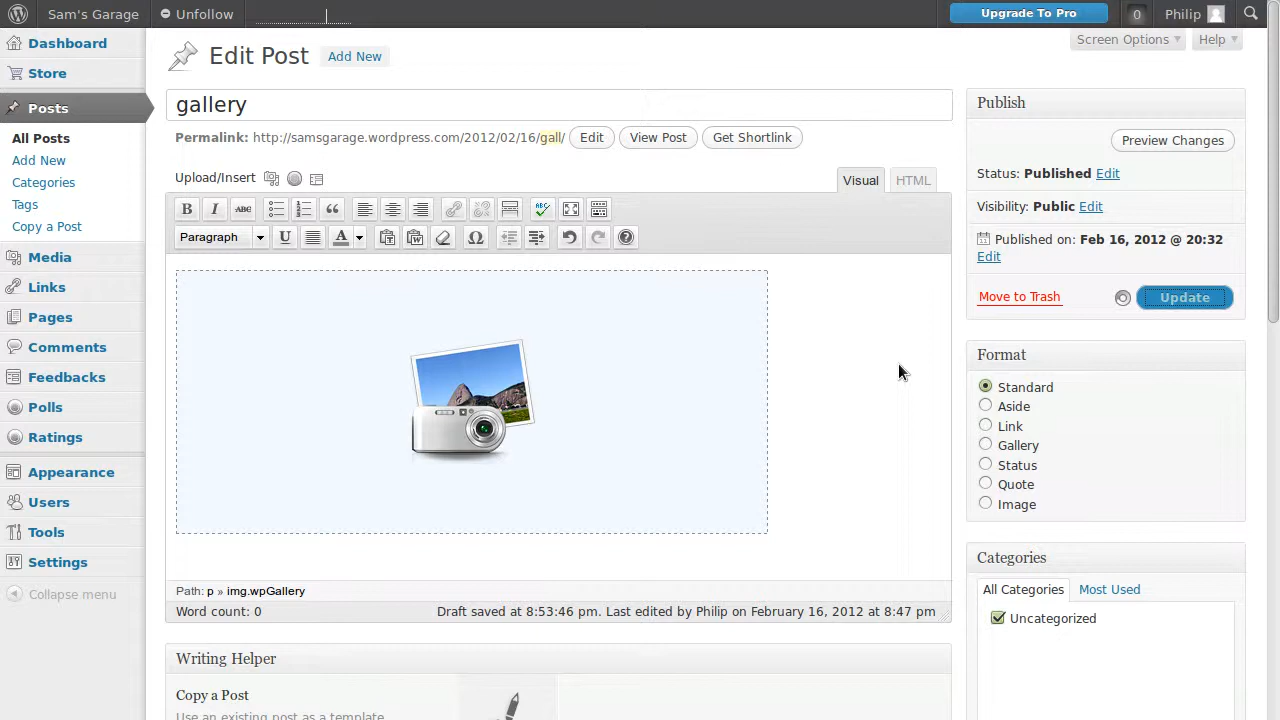 Sam's Garage Unfollow Upgrade To Pro 0 Philip
Dashboard
Store
Posts
All Posts
Add New
Categories
Tags
Copy a Post
Media
Links
Pages
Comments
Feedbacks
Polls
Ratings
Appearance
Users
Tools
Settings
Collapse menu
Screen Options Help
Edit Post Add New
gallery
Permalink: http://samsgarage.wordpress.com/2012/02/16/gall/ Edit View Post Get Shortlink
Upload/Insert Visual HTML
B I ABC ABC
Paragraph U A Ω
Path: p » img.wpGallery
Word count: 0 Draft saved at 8:53:46 pm. Last edited by Philip on February 16, 2012 at 8:47 pm
Writing Helper
Copy a Post
Use an existing post as a template.
Publish
Preview Changes
Status: Published Edit
Visibility: Public Edit
Published on: Feb 16, 2012 @ 20:32
Edit
Move to Trash Update
Format
Standard
Aside
Link
Gallery
Status
Quote
Image
Categories
All Categories Most Used
Uncategorized